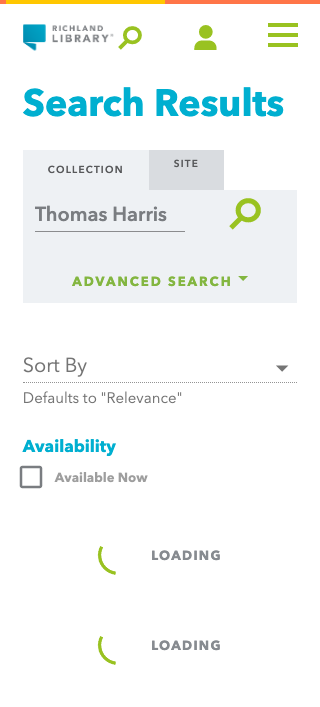 RICHLAND
LIBRARY
Search Results
COLLECTION
SITE
Thomas Harris
ADVANCED SEARCH
Sort By
Defaults to "Relevance"
Availability
Available Now
LOADING
LOADING